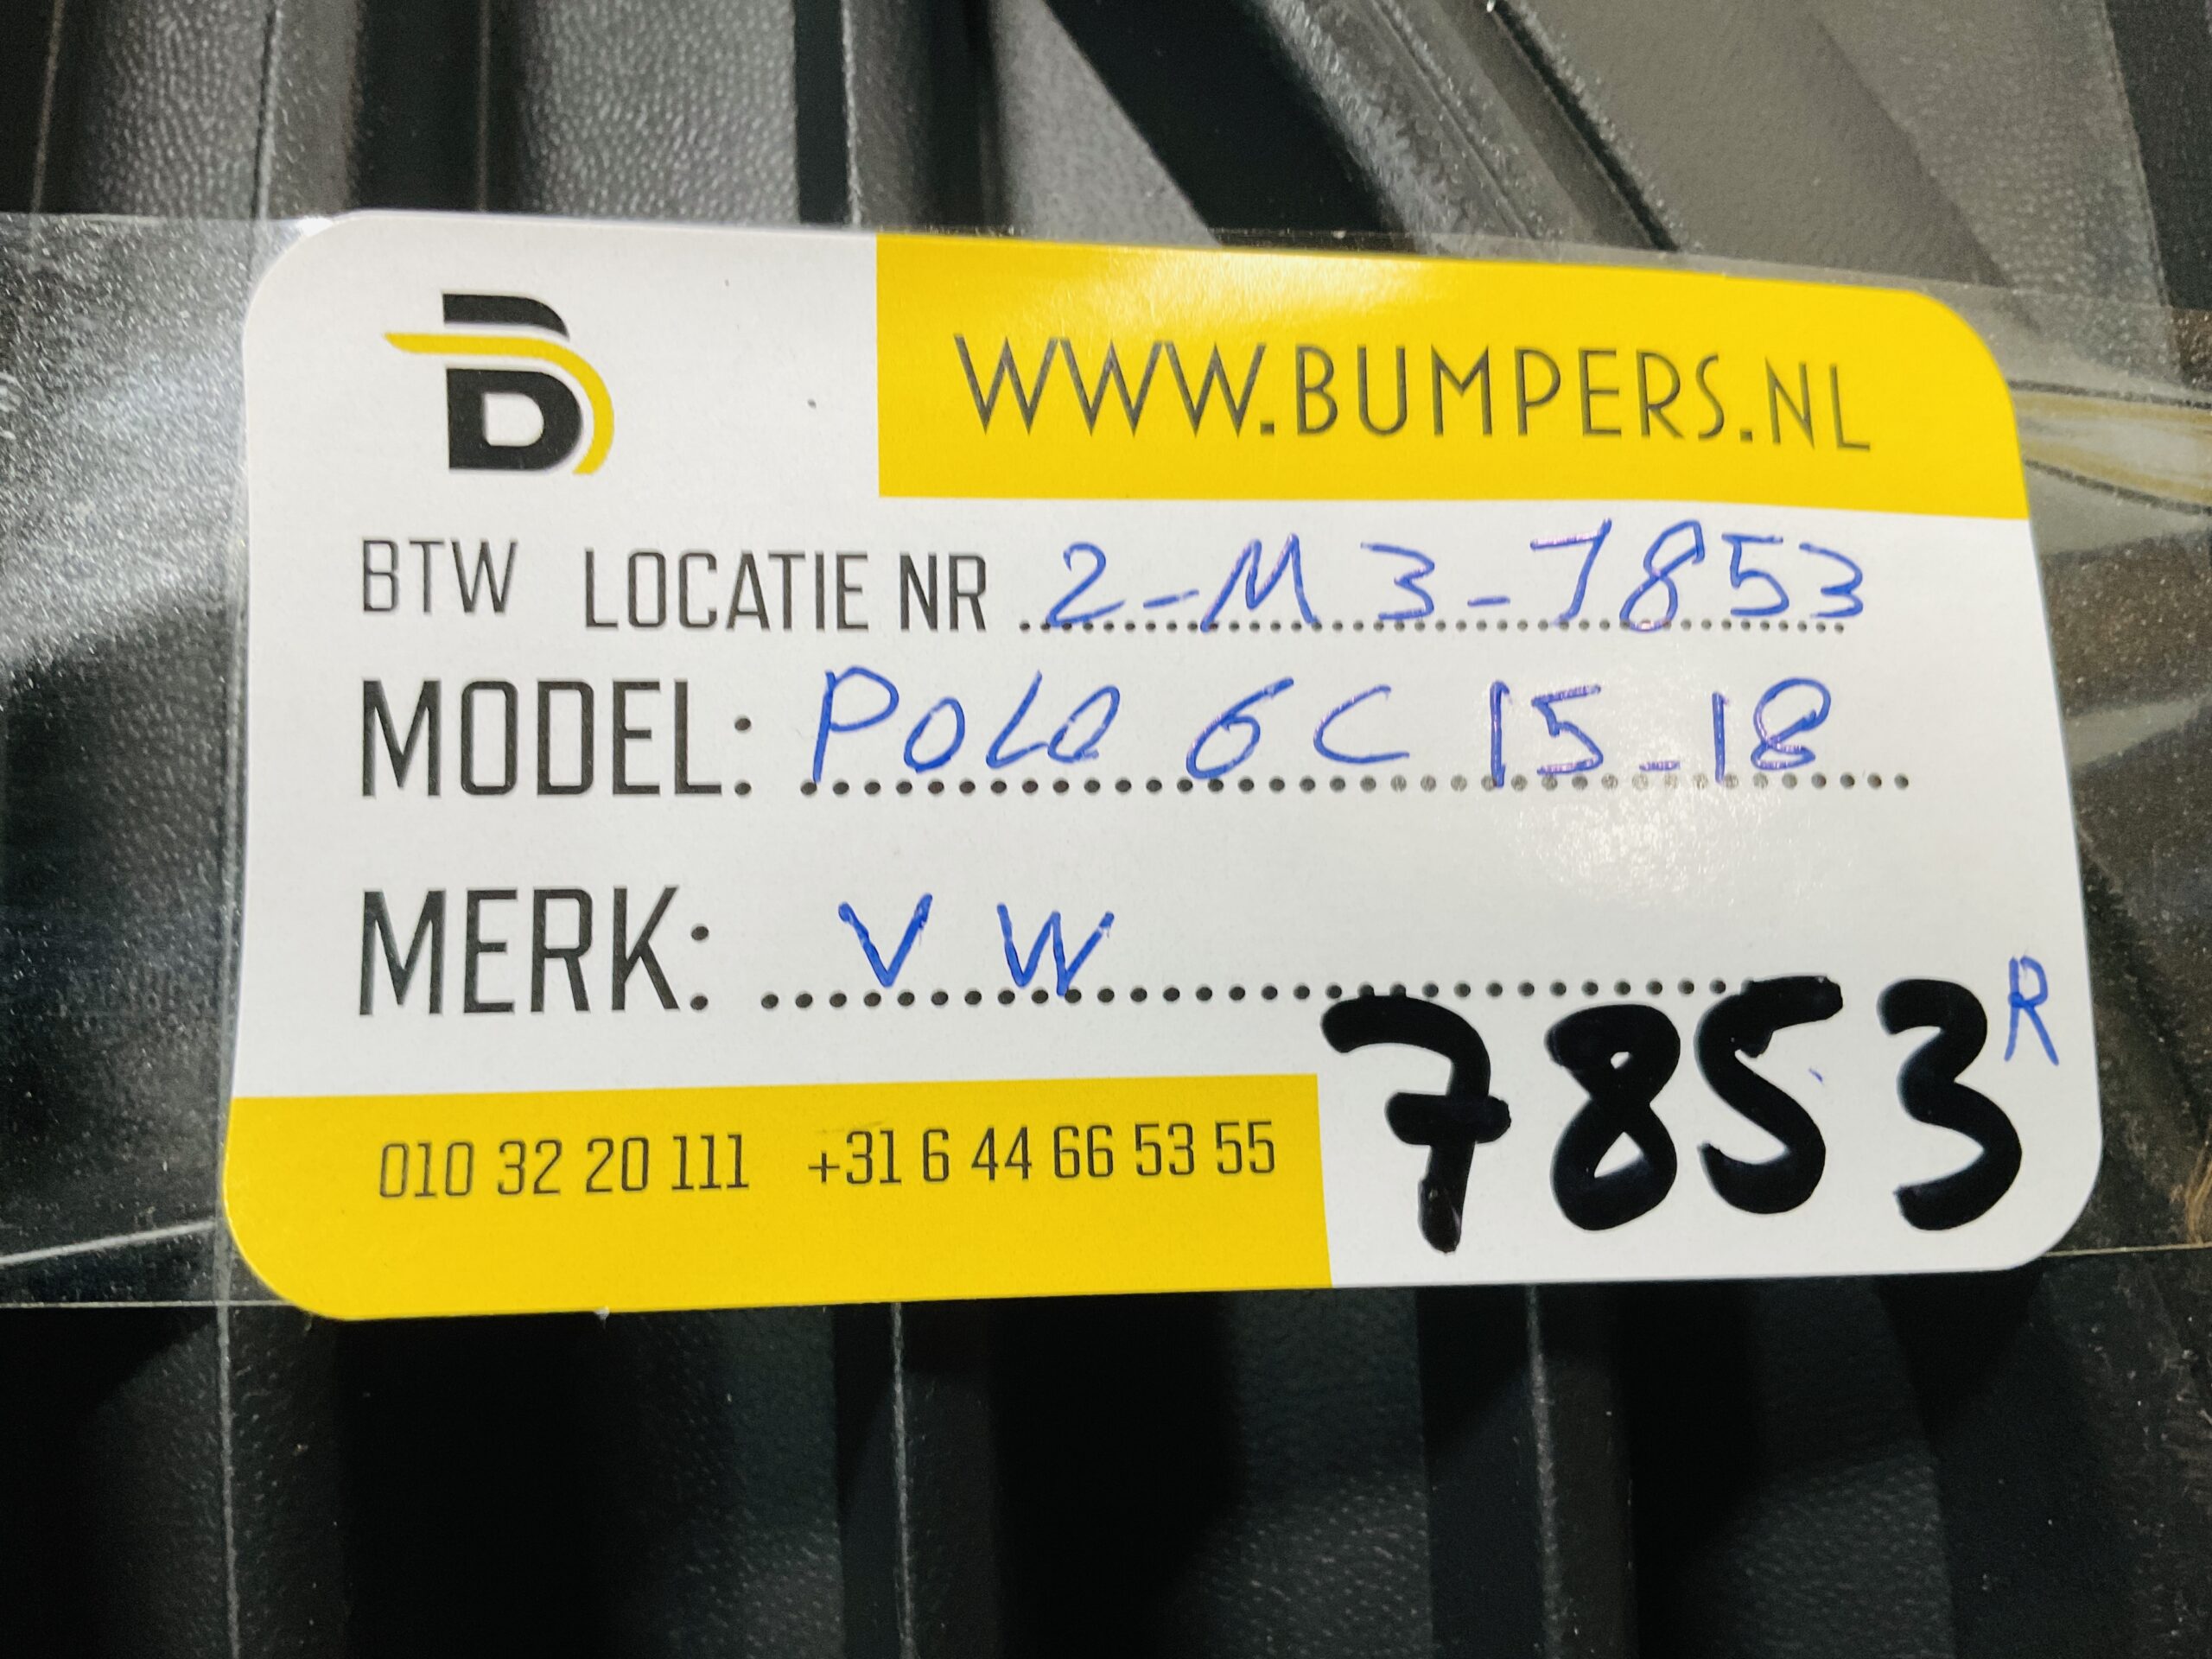 WWW.BUMPERS.NL
BTW LOCATIE NR 2-M3-7853
MODEL: POLO 6C 15-18
MERK: VW
7853 R
010 32 20 111 +31 6 44 66 53 55